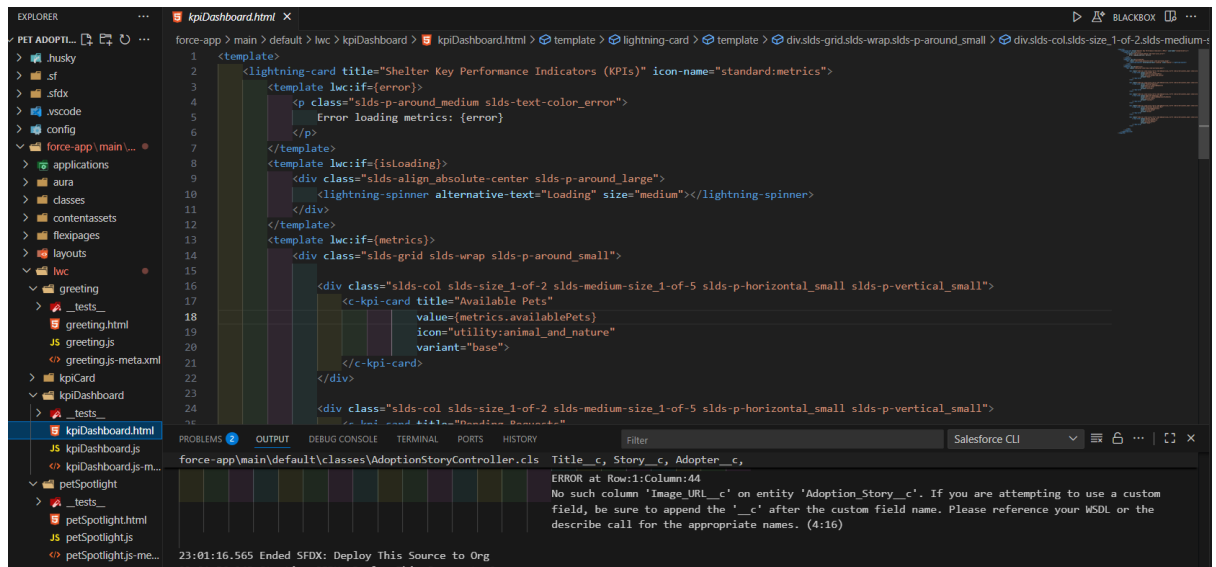 EXPLORER ···
kpiDashboard.html ×
BLACKBOX ···
PET ADOPTI... ···
force-app > main > default > lwc > kpiDashboard > kpiDashboard.html > template > lightning-card > template > div.slds-grid.slds-wrap.slds-p-around_small > div.slds-col.slds-size_1-of-2.slds-medium-s
.husky
.sf
.sfdx
.vscode
config
force-app\main\...
applications
aura
classes
contentassets
flexipages
layouts
lwc
greeting
__tests__
greeting.html
JS greeting.js
greeting.js-meta.xml
kpiCard
kpiDashboard
__tests__
kpiDashboard.html
JS kpiDashboard.js
kpiDashboard.js-m...
petSpotlight
__tests__
petSpotlight.html
JS petSpotlight.js
petSpotlight.js-me...
1 <template>
2 <lightning-card title="Shelter Key Performance Indicators (KPIs)" icon-name="standard:metrics">
3 <template lwc:if={error}>
4 <p class="slds-p-around_medium slds-text-color_error">
5 Error loading metrics: {error}
6 </p>
7 </template>
8 <template lwc:if={isLoading}>
9 <div class="slds-align_absolute-center slds-p-around_large">
10 <lightning-spinner alternative-text="Loading" size="medium"></lightning-spinner>
11 </div>
12 </template>
13 <template lwc:if={metrics}>
14 <div class="slds-grid slds-wrap slds-p-around_small">
15
16 <div class="slds-col slds-size_1-of-2 slds-medium-size_1-of-5 slds-p-horizontal_small slds-p-vertical_small">
17 <c-kpi-card title="Available Pets"
18 value={metrics.availablePets}
19 icon="utility:animal_and_nature"
20 variant="base">
21 </c-kpi-card>
22 </div>
23
24 <div class="slds-col slds-size_1-of-2 slds-medium-size_1-of-5 slds-p-horizontal_small slds-p-vertical_small">
25 <c-kpi-card title="Pending Requests"
PROBLEMS 2 OUTPUT DEBUG CONSOLE TERMINAL PORTS HISTORY Filter Salesforce CLI ···
force-app\main\default\classes\AdoptionStoryController.cls Title__c, Story__c, Adopter__c,
ERROR at Row:1:Column:44
No such column 'Image_URL__c' on entity 'Adoption_Story__c'. If you are attempting to use a custom
field, be sure to append the '__c' after the custom field name. Please reference your WSDL or the
describe call for the appropriate names. (4:16)
23:01:16.565 Ended SFDX: Deploy This Source to Org